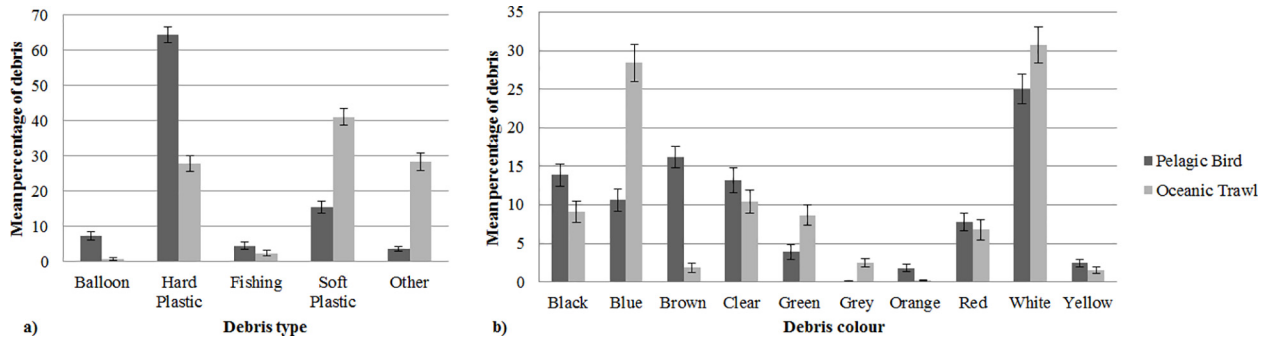 Mean percentage of debris
70
60
50
40
30
20
10
0
Balloon
Hard
Plastic
Fishing
Soft
Plastic
Other
a)
Debris type
Mean percentage of debris
35
30
25
20
15
10
5
0
Black
Blue
Brown
Clear
Green
Grey
Orange
Red
White
Yellow
b)
Debris colour
Pelagic Bird
Oceanic Trawl